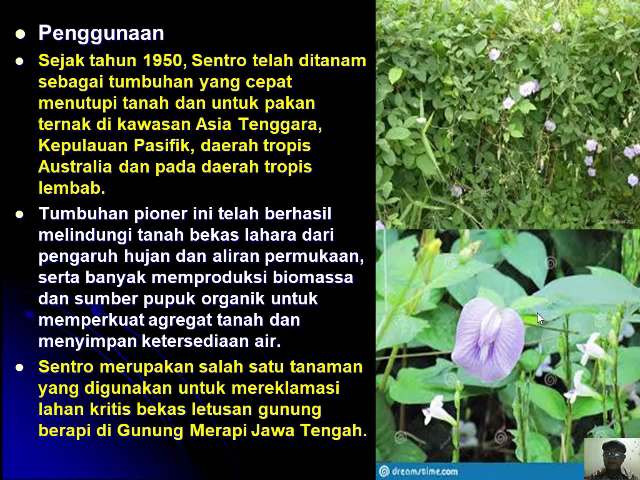 Penggunaan
Sejak tahun 1950, Sentro telah ditanam
sebagai tumbuhan yang cepat
menutupi tanah dan untuk pakan
ternak di kawasan Asia Tenggara,
Kepulauan Pasifik, daerah tropis
Australia dan pada daerah tropis
lembab.
Tumbuhan pioner ini telah berhasil
melindungi tanah bekas lahara dari
pengaruh hujan dan aliran permukaan,
serta banyak memproduksi biomassa
dan sumber pupuk organik untuk
memperkuat agregat tanah dan
menyimpan ketersediaan air.
Sentro merupakan salah satu tanaman
yang digunakan untuk mereklamasi
lahan kritis bekas letusan gunung
berapi di Gunung Merapi Jawa Tengah.
dreamstime.com